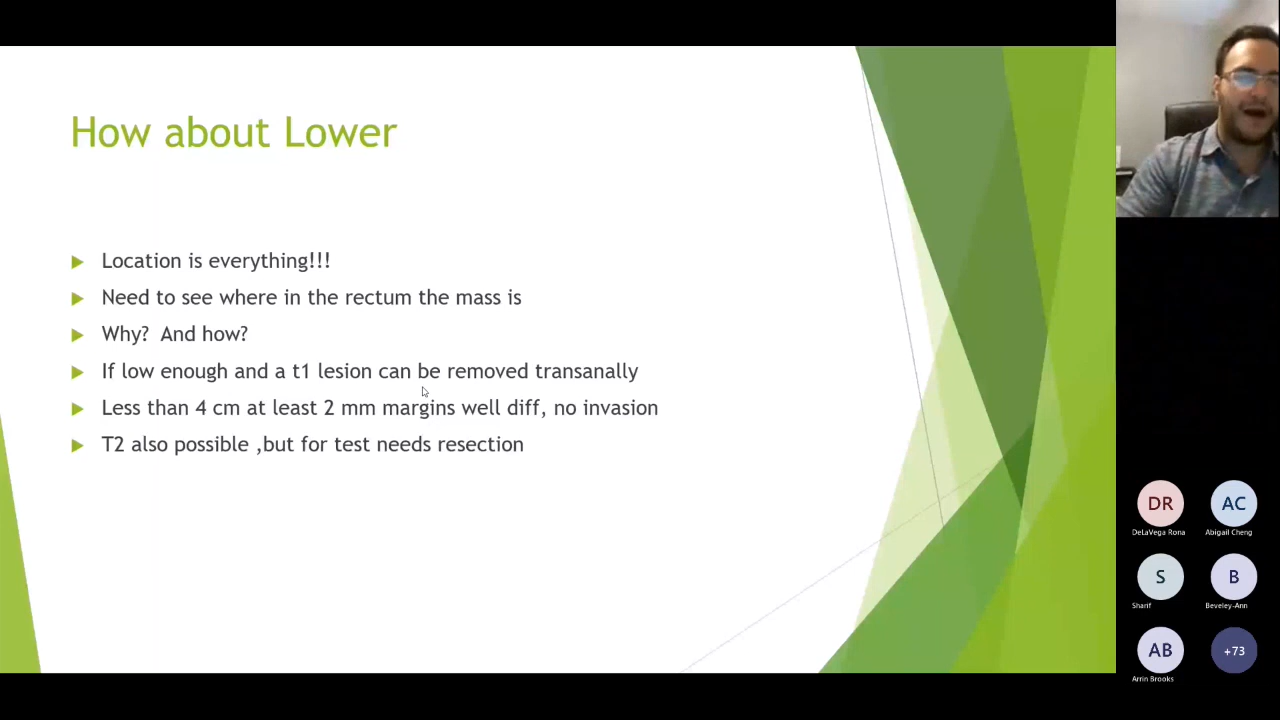 How about Lower
Location is everything!!!
Need to see where in the rectum the mass is
Why? And how?
If low enough and a t1 lesion can be removed transanally
Less than 4 cm at least 2 mm margins well diff, no invasion
T2 also possible ,but for test needs resection
DR
AC
DeLaVega Rona
Abigail Cheng
S
B
Sharif
Beveley-Ann
AB
+73
Arrin Brooks